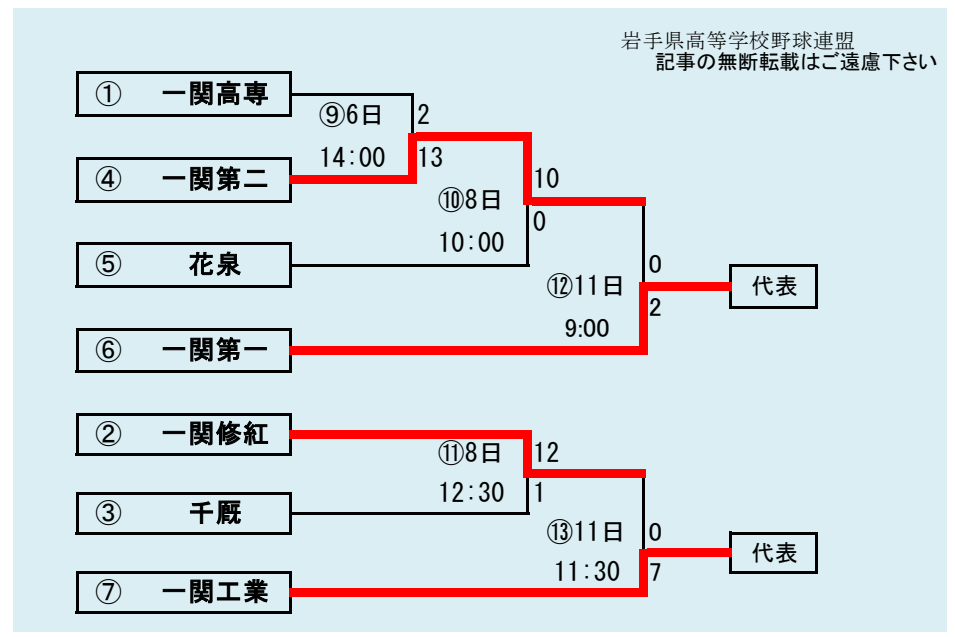 岩手県高等学校野球連盟
記事の無断転載はご遠慮下さい
① 一関高専
⑨6日
2
14:00
13
④ 一関第二
10
⑩8日
0
10:00
⑤ 花泉
0
⑫11日
代表
2
9:00
⑥ 一関第一
② 一関修紅
⑪8日
12
12:30
1
③ 千厩
⑬11日
0
代表
11:30
7
⑦ 一関工業